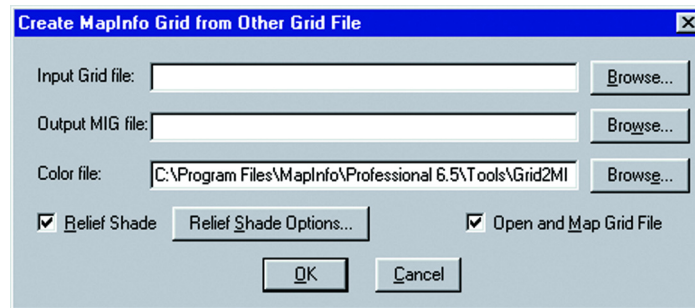 Create MapInfo Grid from Other Grid File
Input Grid file: Browse...
Output MIG file: Browse...
Color file: C:\Program Files\MapInfo\Professional 6.5\Tools\Grid2MI Browse...
Relief Shade Relief Shade Options... Open and Map Grid File
OK Cancel